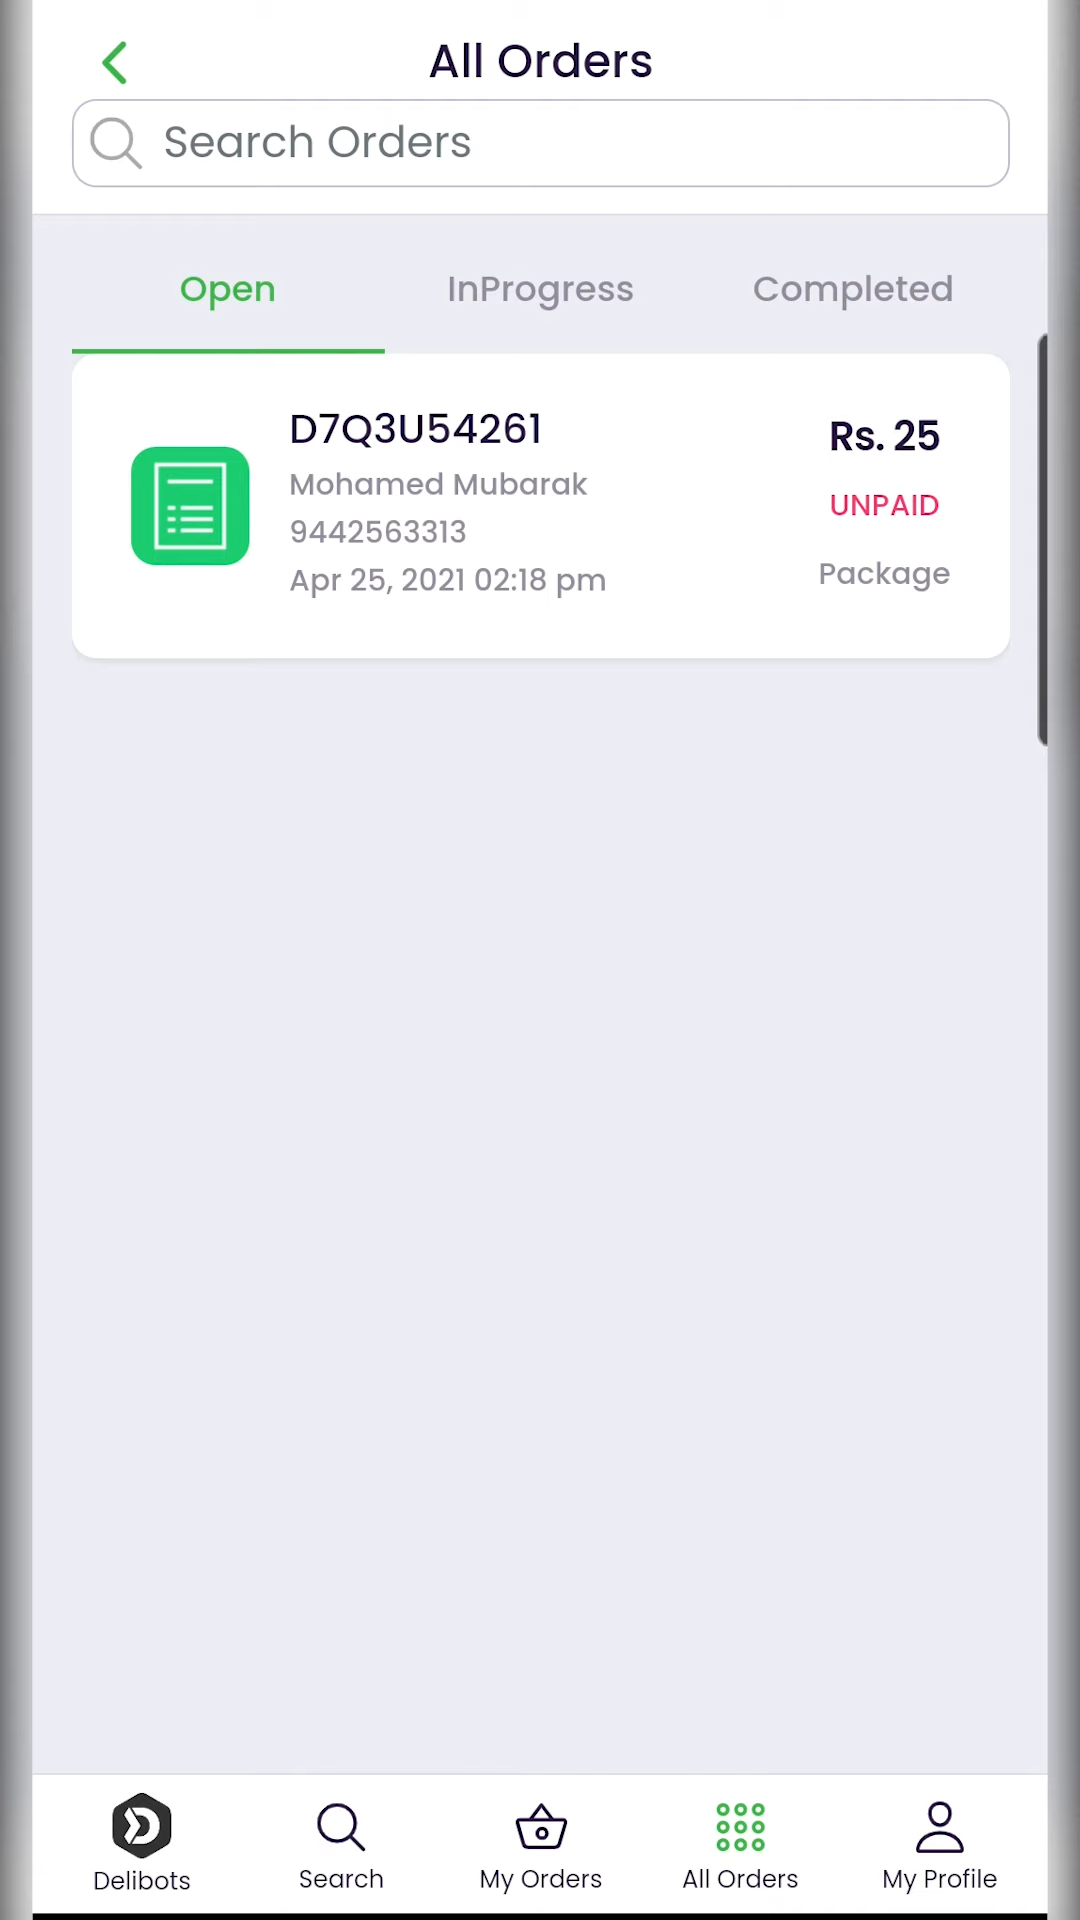 All Orders
Search Orders
Open InProgress Completed
D7Q3U54261
Mohamed Mubarak
9442563313
Apr 25, 2021 02:18 pm
Rs. 25
UNPAID
Package
Delibots Search My Orders All Orders My Profile